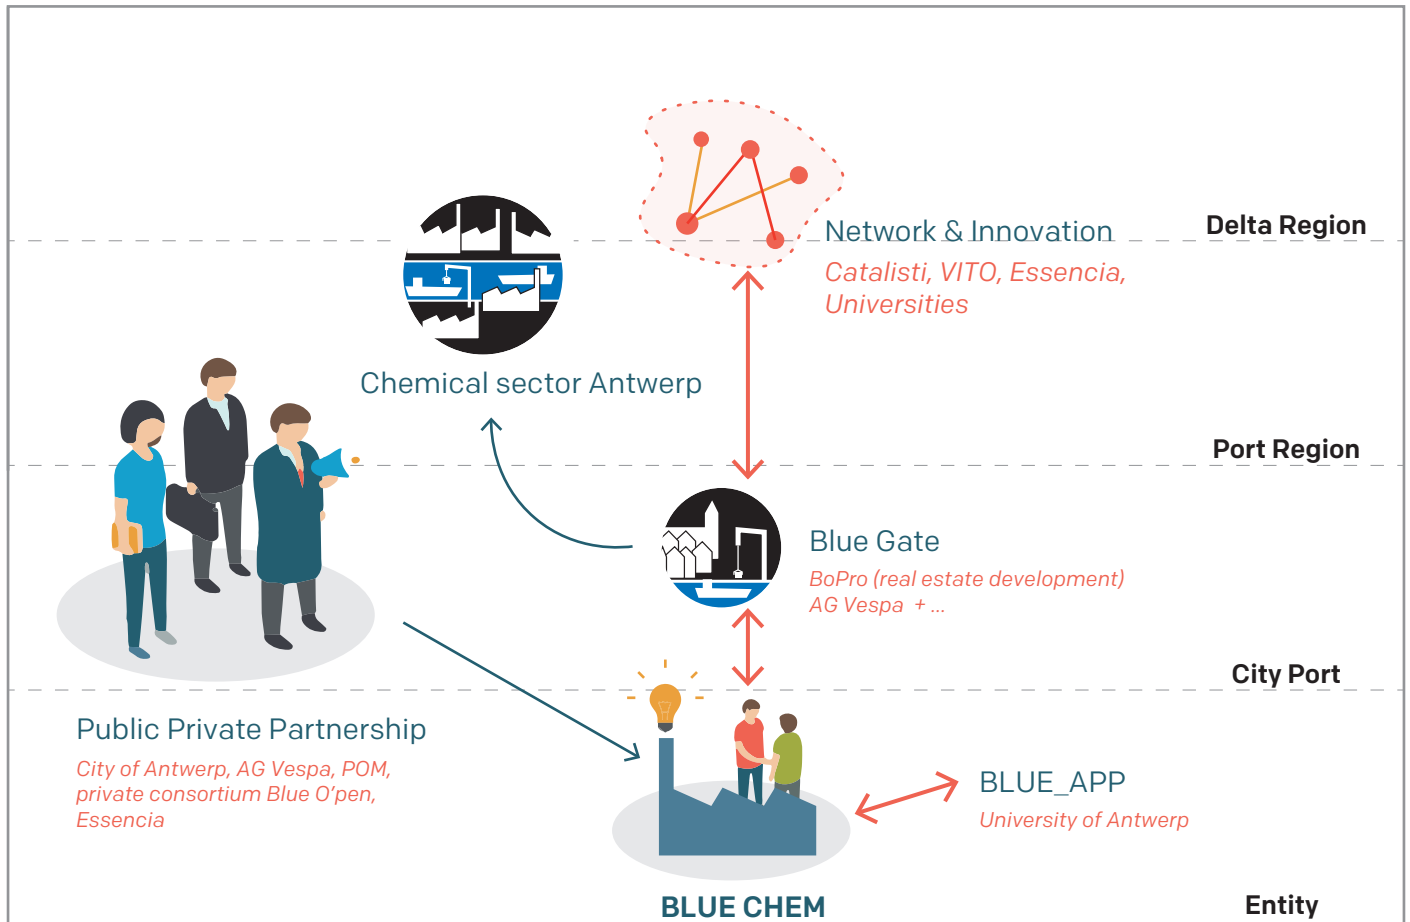 Delta Region
Network & Innovation
Catalisti, VITO, Essencia,
Universities
Chemical sector Antwerp
Port Region
Blue Gate
BoPro (real estate development)
AG Vespa + ...
City Port
Public Private Partnership
City of Antwerp, AG Vespa, POM,
private consortium Blue O'pen,
Essencia
BLUE_APP
University of Antwerp
BLUE CHEM
Entity